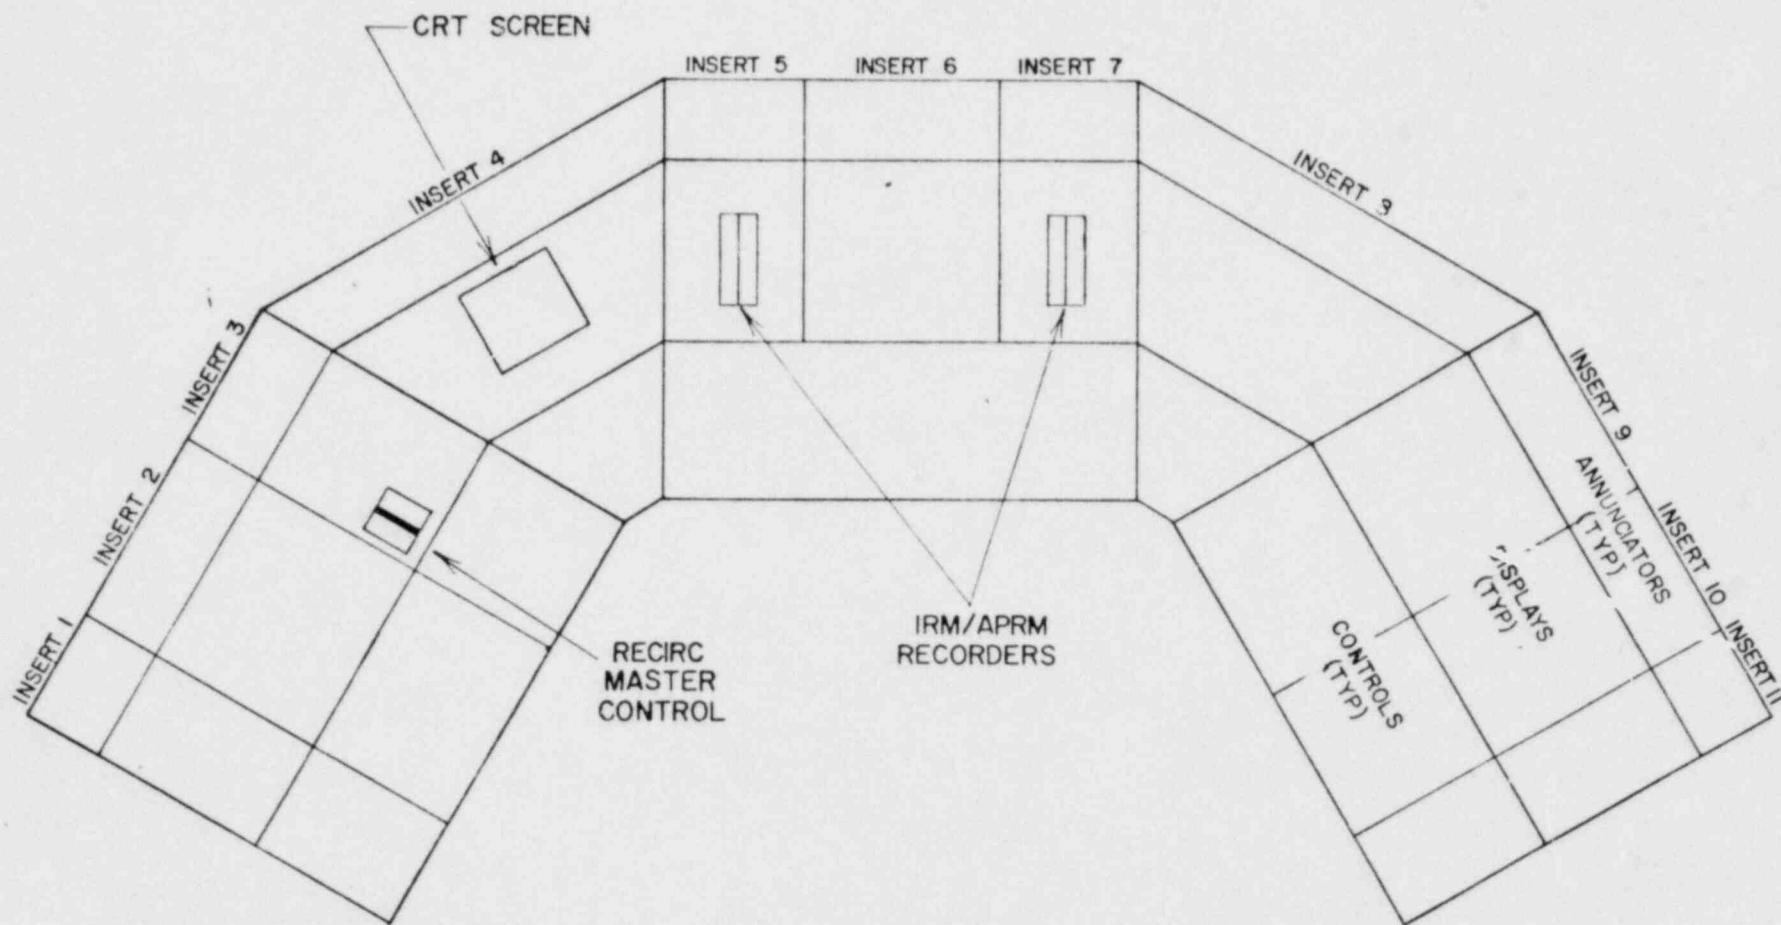 CRT SCREEN
INSERT 5
INSERT 6
INSERT 7
INSERT 4
INSERT 3
INSERT 3
INSERT 2
INSERT 1
INSERT 9
INSERT 10
INSERT 11
ANNUNCIATORS
(TYP)
DISPLAYS
(TYP)
CONTROLS
(TYP)
IRM/APRM
RECORDERS
RECIRC
MASTER
CONTROL